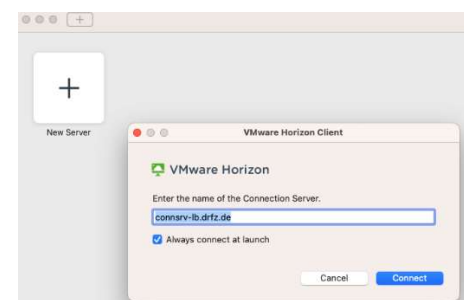 New Server
VMware Horizon Client
VMware Horizon
Enter the name of the Connection Server.
connsrv-lb.drfz.de
Always connect at launch
Cancel
Connect